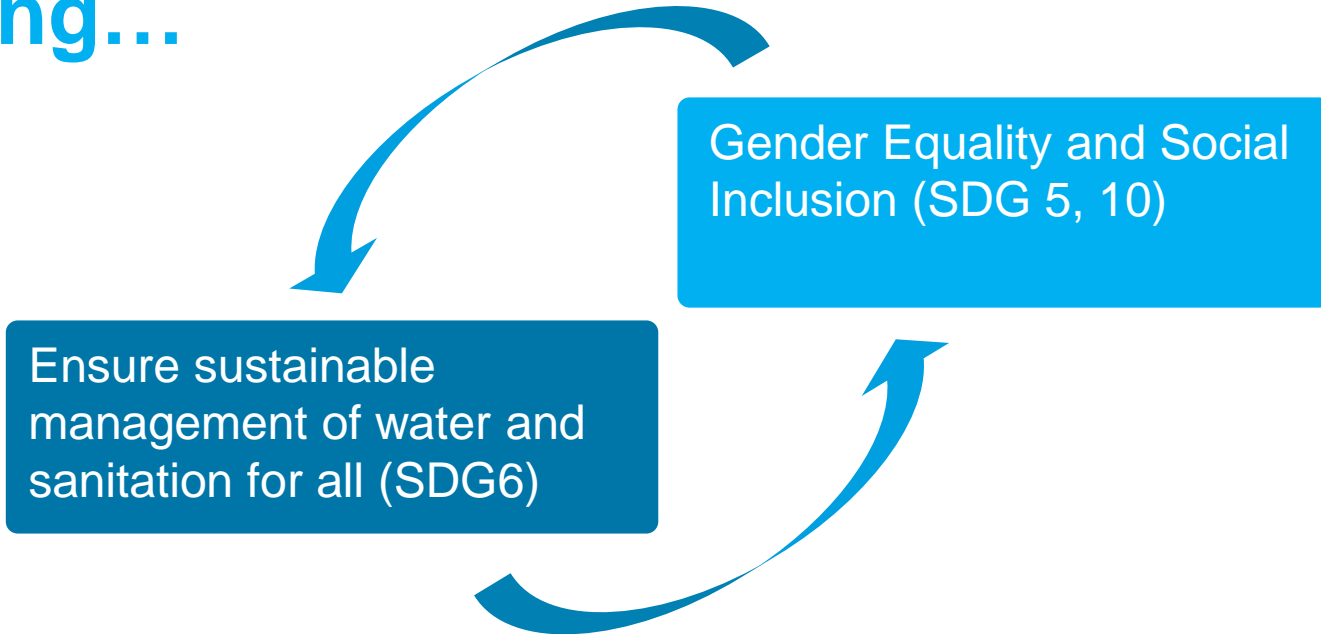 ng...
Gender Equality and Social
Inclusion (SDG 5, 10)
Ensure sustainable
management of water and
sanitation for all (SDG6)